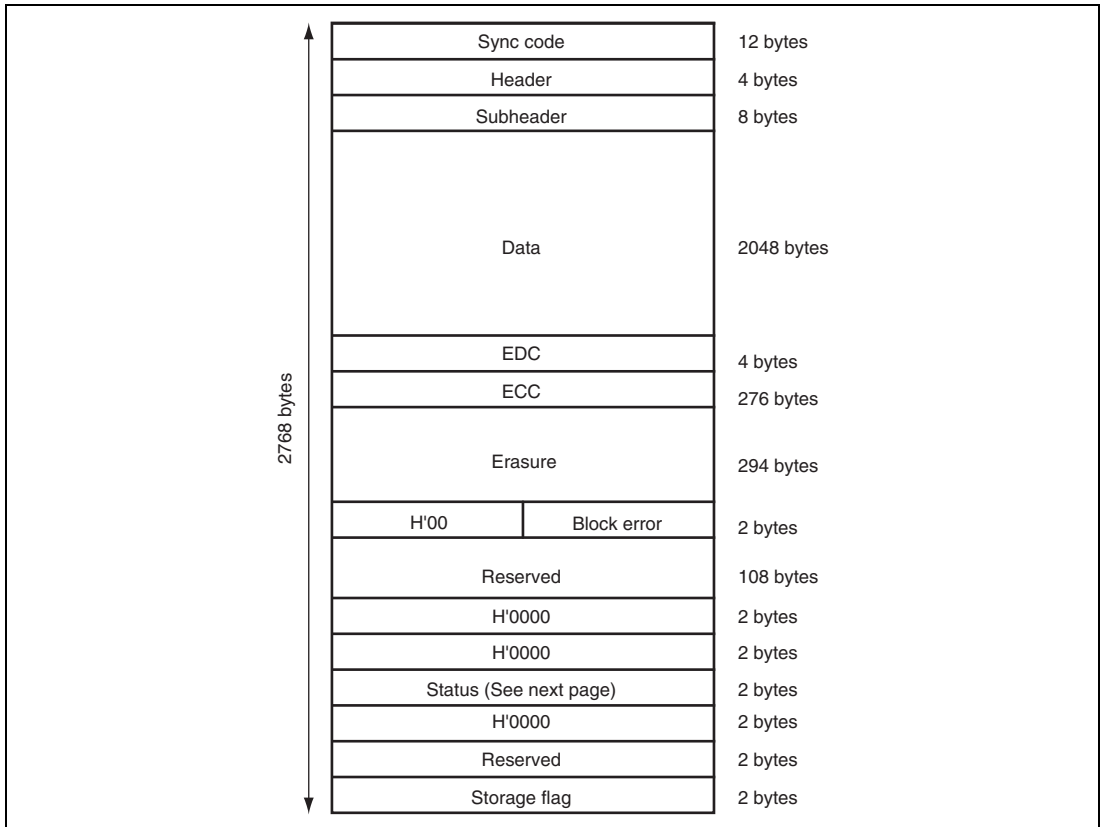 Sync code 12 bytes
Header 4 bytes
Subheader 8 bytes
Data 2048 bytes
EDC 4 bytes
ECC 276 bytes
2768 bytes
Erasure 294 bytes
H'00 Block error 2 bytes
Reserved 108 bytes
H'0000 2 bytes
H'0000 2 bytes
Status (See next page) 2 bytes
H'0000 2 bytes
Reserved 2 bytes
Storage flag 2 bytes